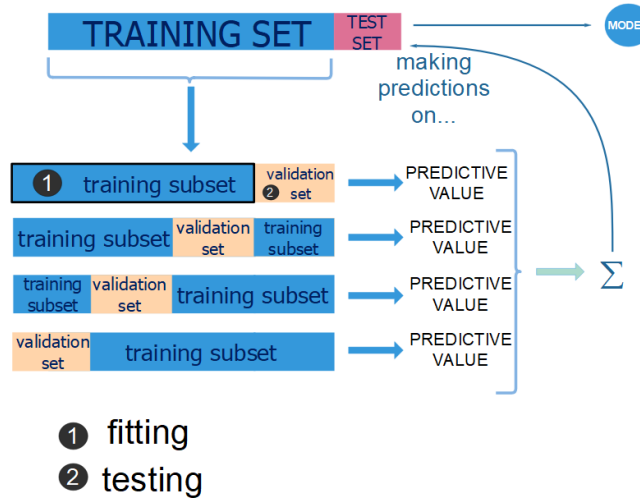 TRAINING SET
TEST
SET
MODE
making
predictions
on...
1 training subset
validation
2 set
PREDICTIVE
VALUE
training subset
validation
set
training
subset
PREDICTIVE
VALUE
training
subset
validation
set
training subset
PREDICTIVE
VALUE
Σ
validation
set
training subset
PREDICTIVE
VALUE
1 fitting
2 testing